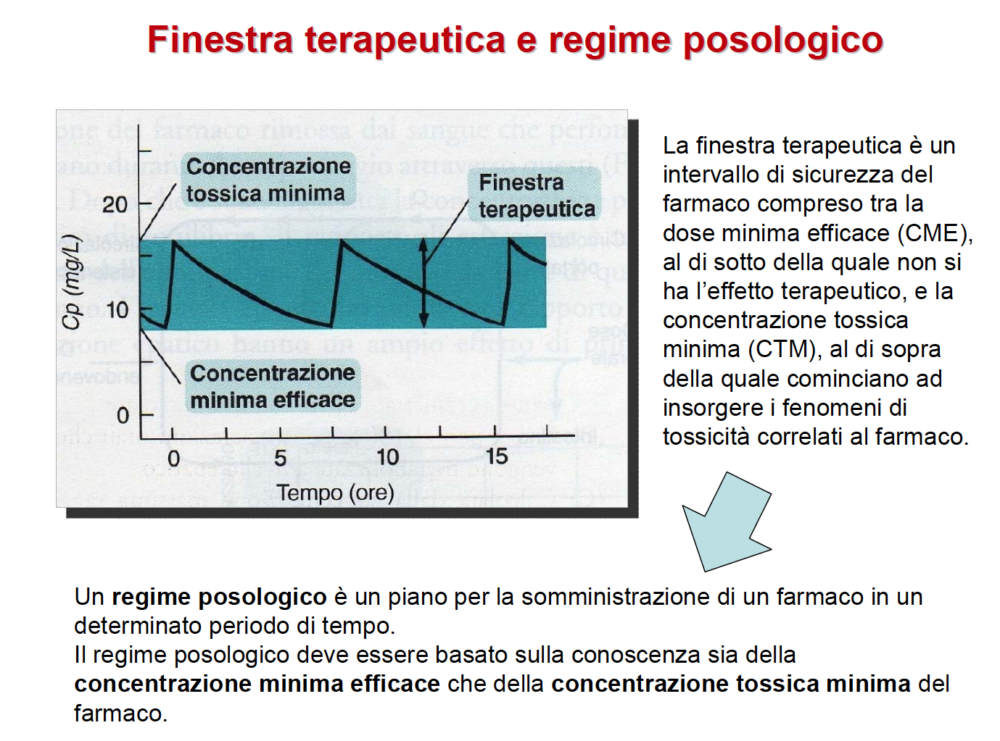 Finestra terapeutica e regime posologico
Concentrazione
tossica minima
Finestra
terapeutica
20
10
0
Cp (mg/L)
Concentrazione
minima efficace
0 5 10 15
Tempo (ore)
La finestra terapeutica è un
intervallo di sicurezza del
farmaco compreso tra la
dose minima efficace (CME),
al di sotto della quale non si
ha l'effetto terapeutico, e la
concentrazione tossica
minima (CTM), al di sopra
della quale cominciano ad
insorgere i fenomeni di
tossicità correlati al farmaco.
Un regime posologico è un piano per la somministrazione di un farmaco in un
determinato periodo di tempo.
Il regime posologico deve essere basato sulla conoscenza sia della
concentrazione minima efficace che della concentrazione tossica minima del
farmaco.